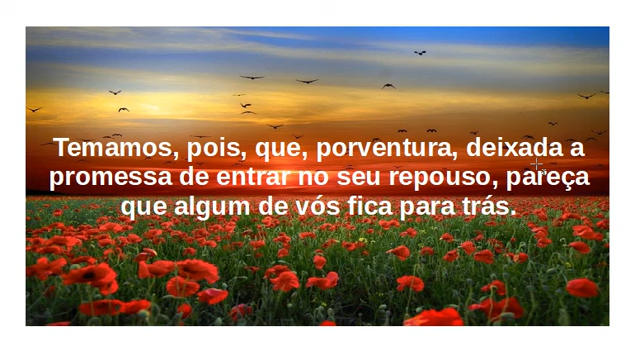 Temamos, pois, que, porventura, deixada a
promessa de entrar no seu repouso, pareça
que algum de vós fica para trás.